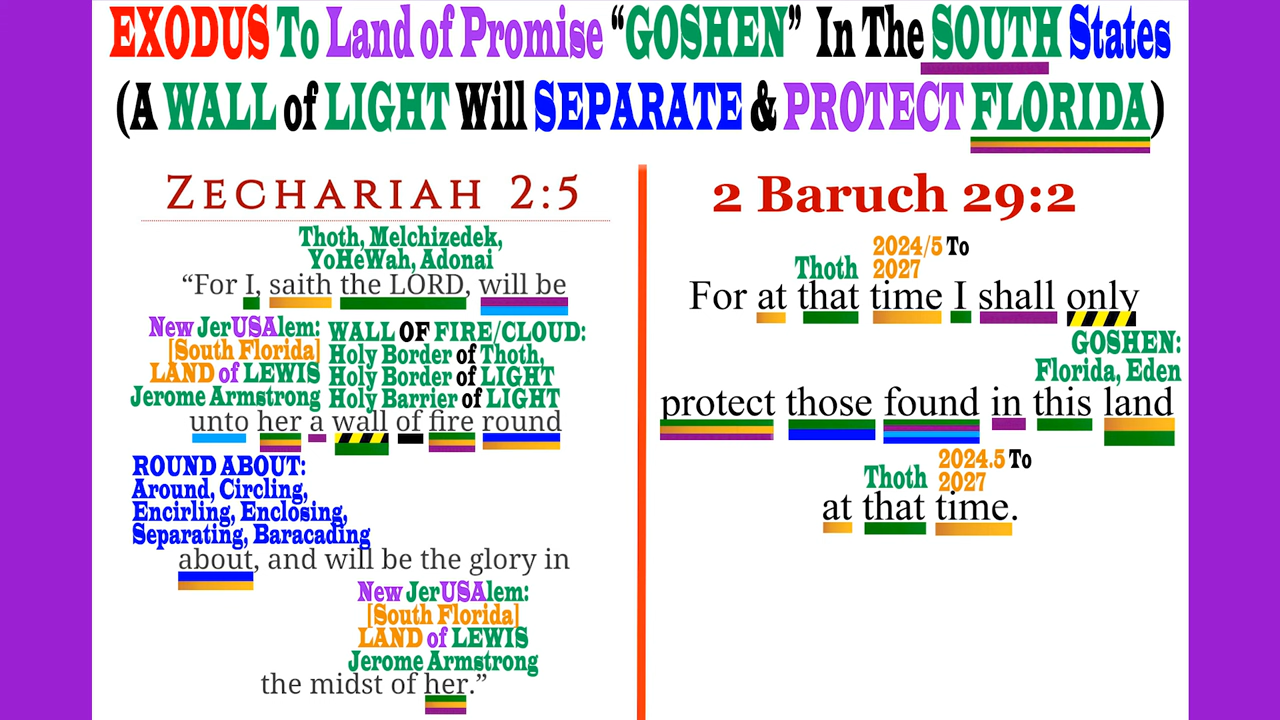 EXODUS To Land of Promise “GOSHEN” In The SOUTH States
(A WALL of LIGHT Will SEPARATE & PROTECT FLORIDA)
ZECHARIAH 2:5
Thoth, Melchizedek,
YoHeWah, Adonai
“For I, saith the LORD, will be
New JerUSAlem:
[South Florida]
LAND of LEWIS
Jerome Armstrong
WALL OF FIRE/CLOUD:
Holy Border of Thoth,
Holy Border of LIGHT
Holy Barrier of LIGHT
unto her a wall of fire round
ROUND ABOUT:
Around, Circling,
Encirling, Enclosing,
Separating, Baracading
about, and will be the glory in
New JerUSAlem:
[South Florida]
LAND of LEWIS
Jerome Armstrong
the midst of her.”
2 Baruch 29:2
2024/5 To
Thoth 2027
For at that time I shall only
GOSHEN:
Florida, Eden
protect those found in this land
2024.5 To
Thoth 2027
at that time.